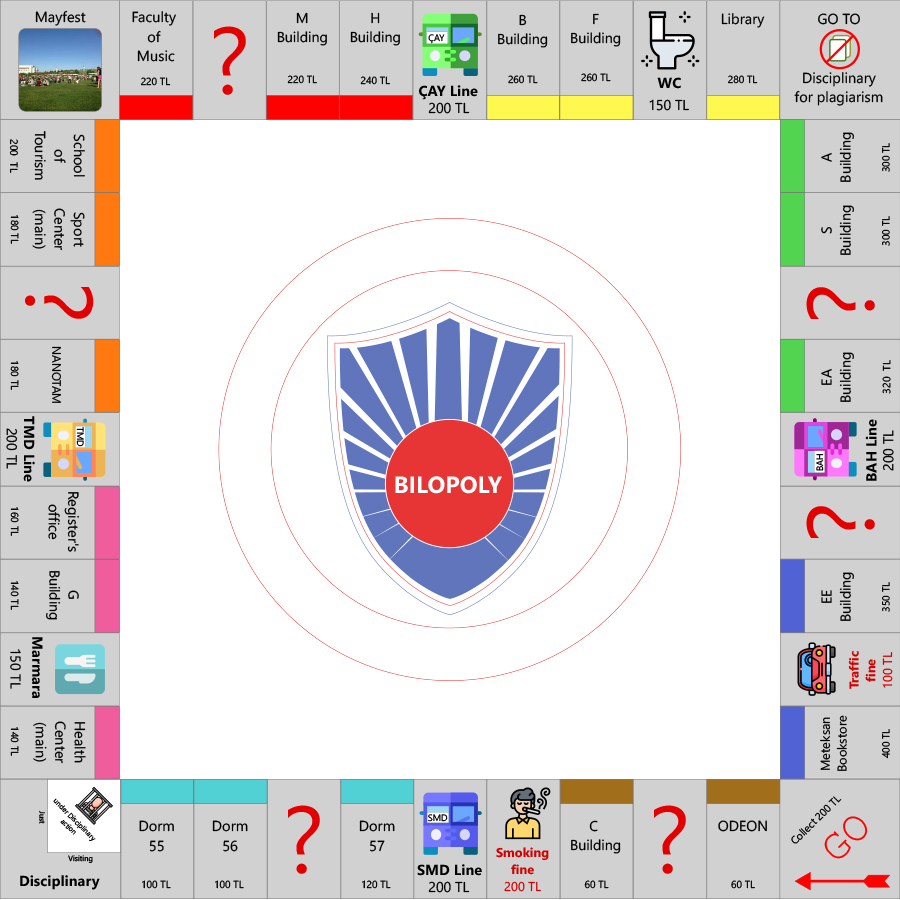 Mayfest
Faculty
of
Music
220 TL
?
M
Building
220 TL
H
Building
240 TL
ÇAY
ÇAY Line
200 TL
B
Building
260 TL
F
Building
260 TL
WC
150 TL
Library
280 TL
GO TO
Disciplinary
for plagiarism
A
Building
300 TL
S
Building
300 TL
?
EA
Building
320 TL
BAH
BAH Line
200 TL
?
EE
Building
350 TL
Traffic
fine
100 TL
Meteksan
Bookstore
400 TL
Collect 200 TL
GO
ODEON
60 TL
?
C
Building
60 TL
Smoking
fine
200 TL
SMD
SMD Line
200 TL
Dorm
57
120 TL
?
Dorm
56
100 TL
Dorm
55
100 TL
under Disciplinary
action
Just
Visiting
Disciplinary
Health
Center
(main)
140 TL
Marmara
150 TL
G
Building
140 TL
Register's
office
160 TL
TMD
TMD Line
200 TL
NANOTAM
180 TL
?
Sport
Center
(main)
180 TL
School
of
Tourism
200 TL
BILOPOLY